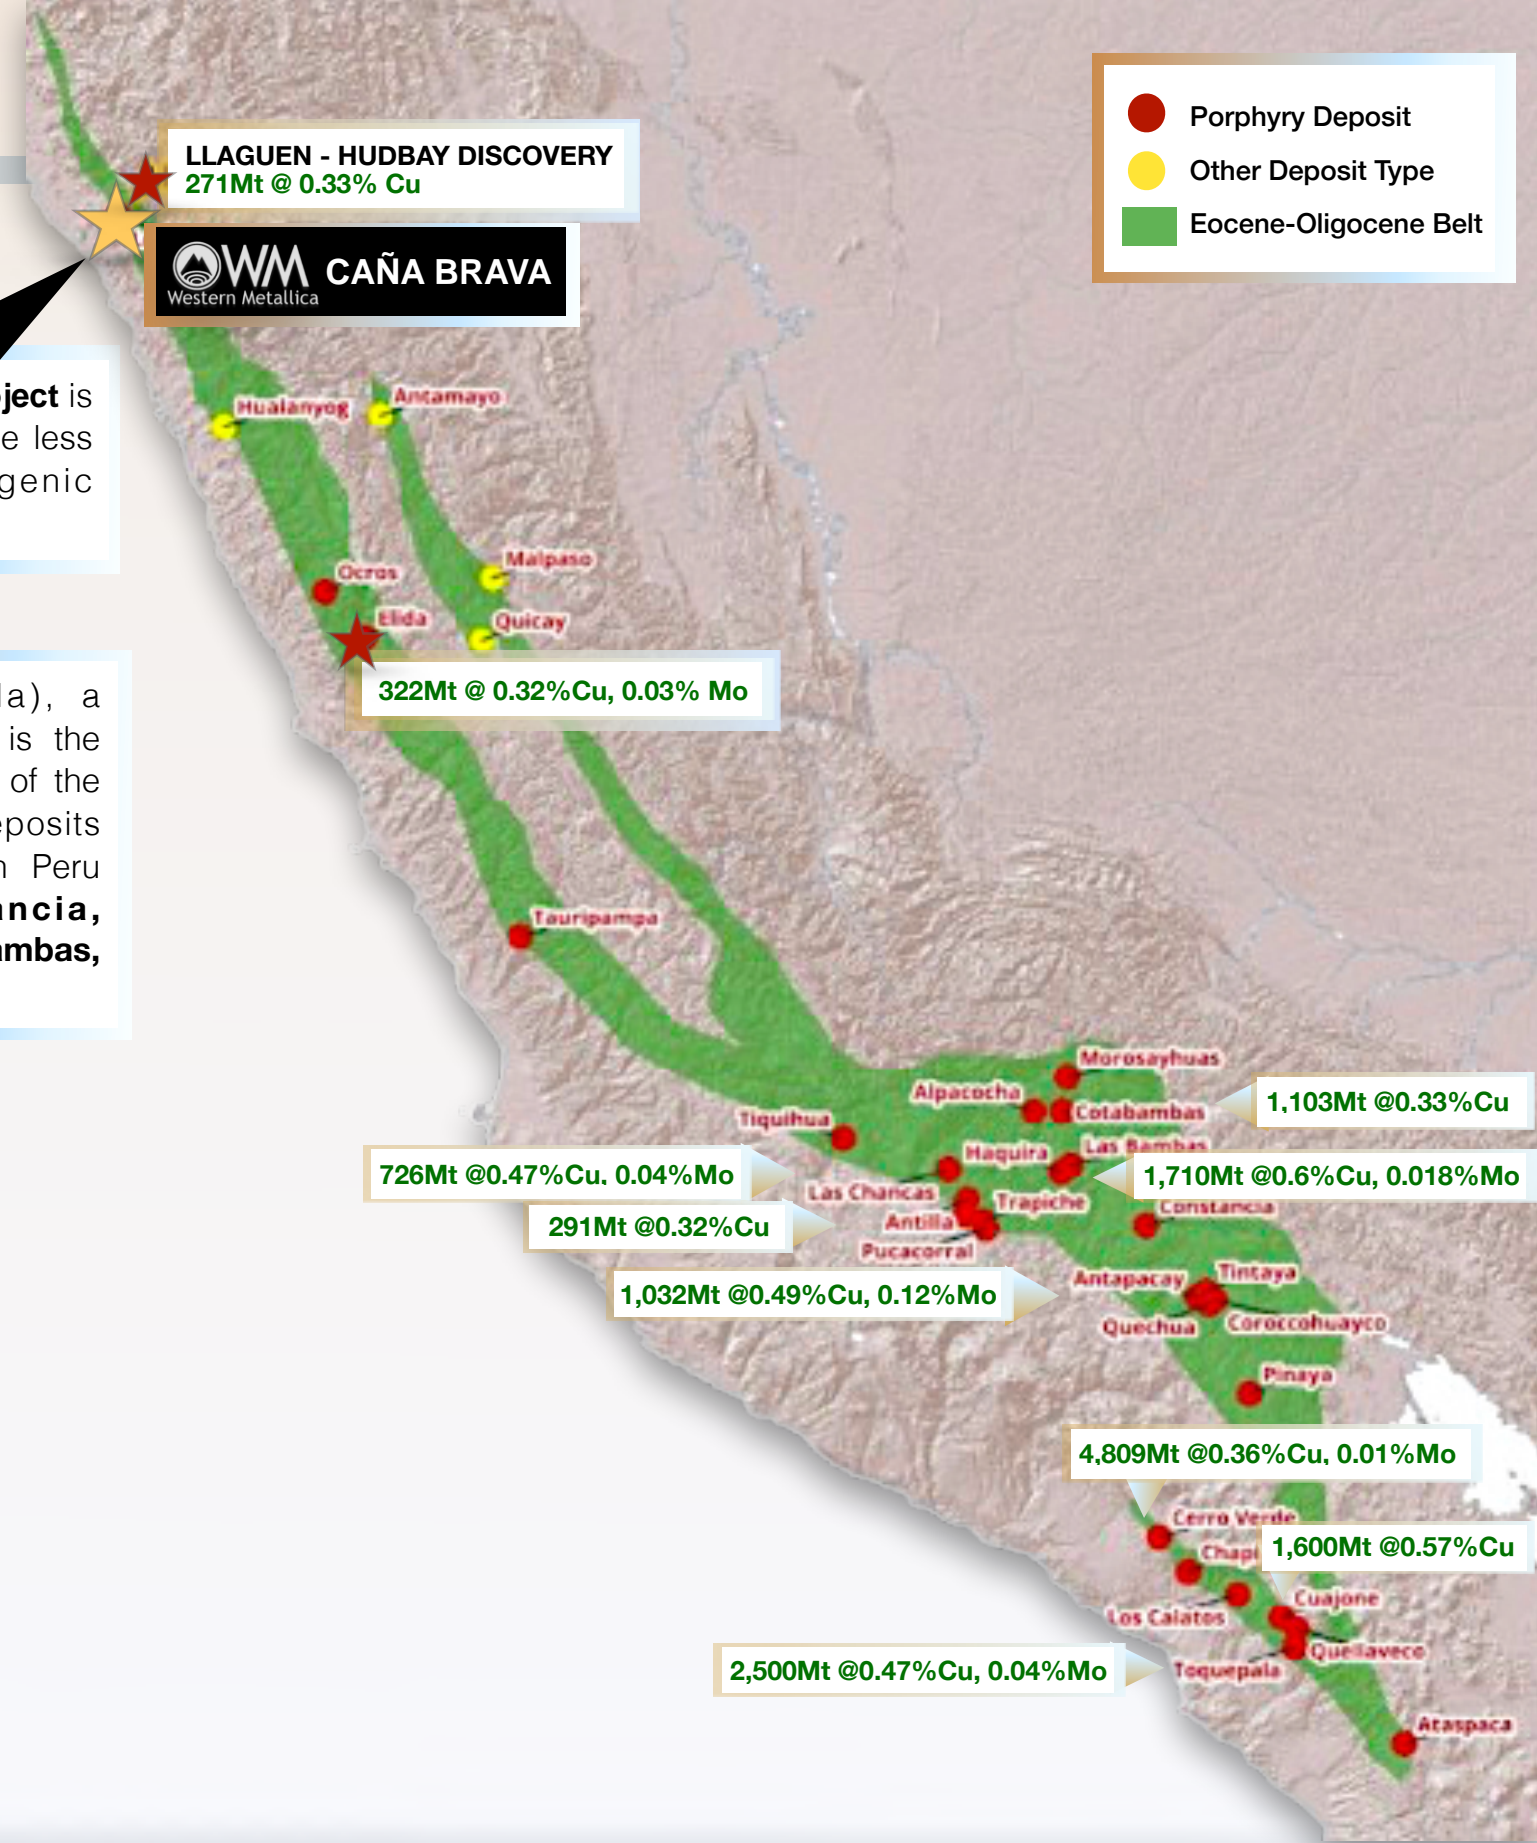 Porphyry Deposit
Other Deposit Type
Eocene-Oligocene Belt
LLAGUEN - HUDBAY DISCOVERY
271Mt @ 0.33% Cu
WM
Western Metallica
CAÑA BRAVA
ject is
e less
genic
Hualanyog
Antamayo
Ocros
Malpaso
Elida
Quicay
322Mt @ 0.32%Cu, 0.03% Mo
la), a
is the
of the
eposits
n Peru
ancia,
ambas,
Tauripampa
Morosayhuas
Alpacocha
Cotabambas
1,103Mt @0.33%Cu
Tiquihua
Haquira
Las Bambas
726Mt @0.47%Cu, 0.04%Mo
1,710Mt @0.6%Cu, 0.018%Mo
Las Chancas
Trapiche
Constancia
Antilla
291Mt @0.32%Cu
Pucacorral
Antapacay
Tintaya
1,032Mt @0.49%Cu, 0.12%Mo
Quechua
Coroccohuayco
Pinaya
4,809Mt @0.36%Cu, 0.01%Mo
Cerro Verde
Chapi
1,600Mt @0.57%Cu
Cuajone
Los Calatos
Quellaveco
Toquepala
2,500Mt @0.47%Cu, 0.04%Mo
Ataspaca